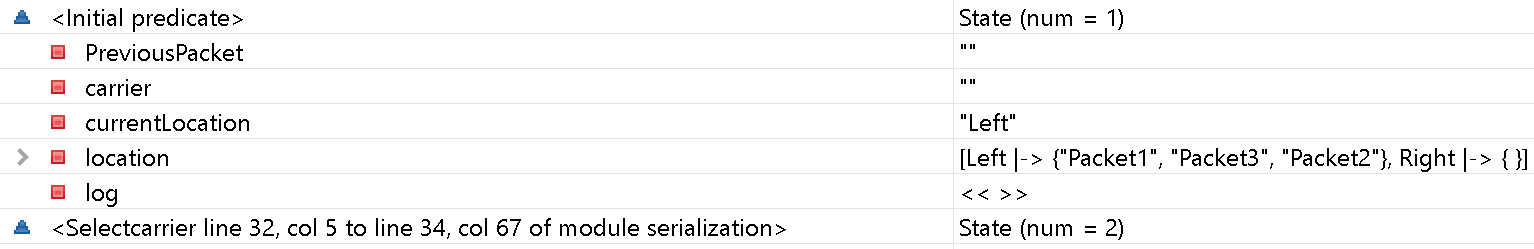 <Initial predicate> State (num = 1)
PreviousPacket ""
carrier ""
currentLocation "Left"
location [Left |-> {"Packet1", "Packet3", "Packet2"}, Right |-> { }]
log << >>
<Selectcarrier line 32, col 5 to line 34, col 67 of module serialization> State (num = 2)